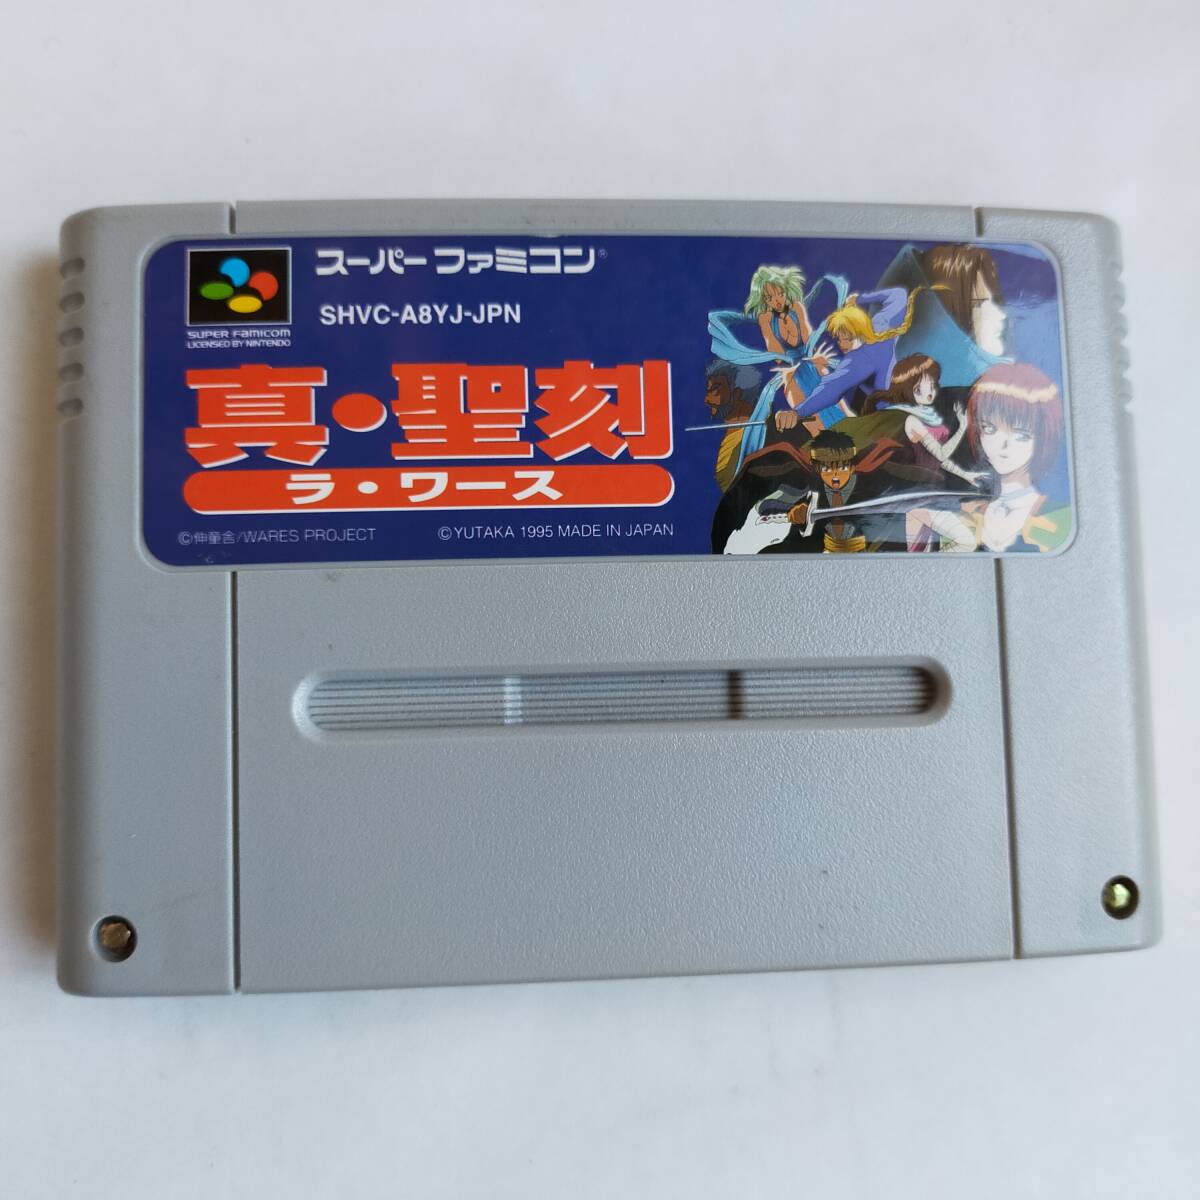 スーパーファミコン®
SHVC-A8YJ-JPN
SUPER FAMICOM
LICENSED BY NINTENDO
真・聖刻
ラ・ワース
©伸童舎/WARES PROJECT
©YUTAKA 1995 MADE IN JAPAN